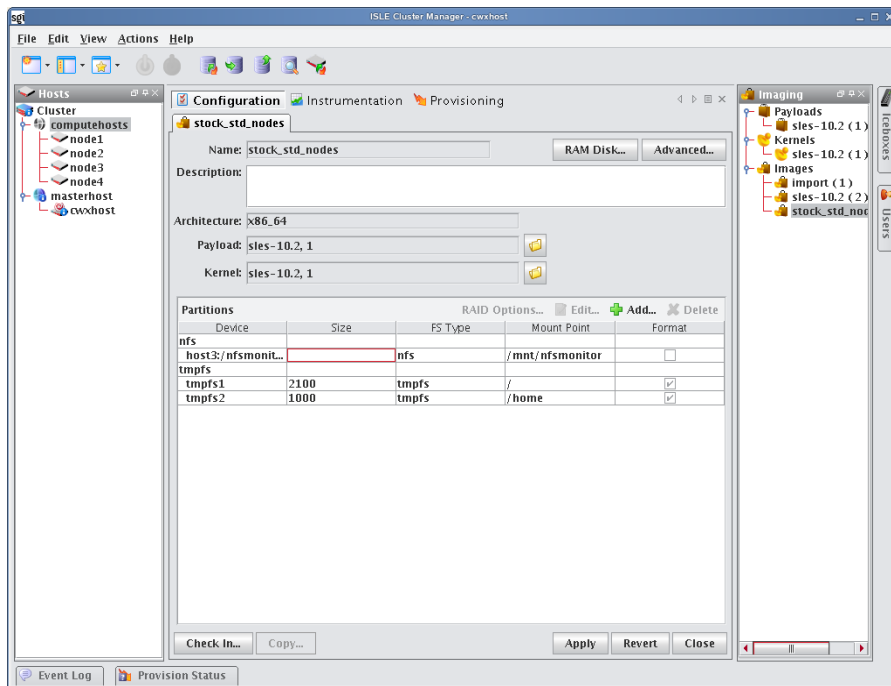 sgi ISLE Cluster Manager - cwxhost
File Edit View Actions Help
Hosts
Cluster
computehosts
node1
node2
node3
node4
masterhost
cwxhost
Configuration Instrumentation Provisioning
stock_std_nodes
Name: stock_std_nodes RAM Disk... Advanced...
Description:
Architecture: x86_64
Payload: sles-10.2, 1
Kernel: sles-10.2, 1
Partitions RAID Options... Edit... Add... Delete
Device Size FS Type Mount Point Format
nfs
host3:/nfsmonit... nfs /mnt/nfsmonitor
tmpfs
tmpfs1 2100 tmpfs /
tmpfs2 1000 tmpfs /home
Check In... Copy... Apply Revert Close
Imaging
Payloads
sles-10.2 (1)
Kernels
sles-10.2 (1)
Images
import (1)
sles-10.2 (2)
stock_std_noc
Iceboxes
Users
Event Log Provision Status